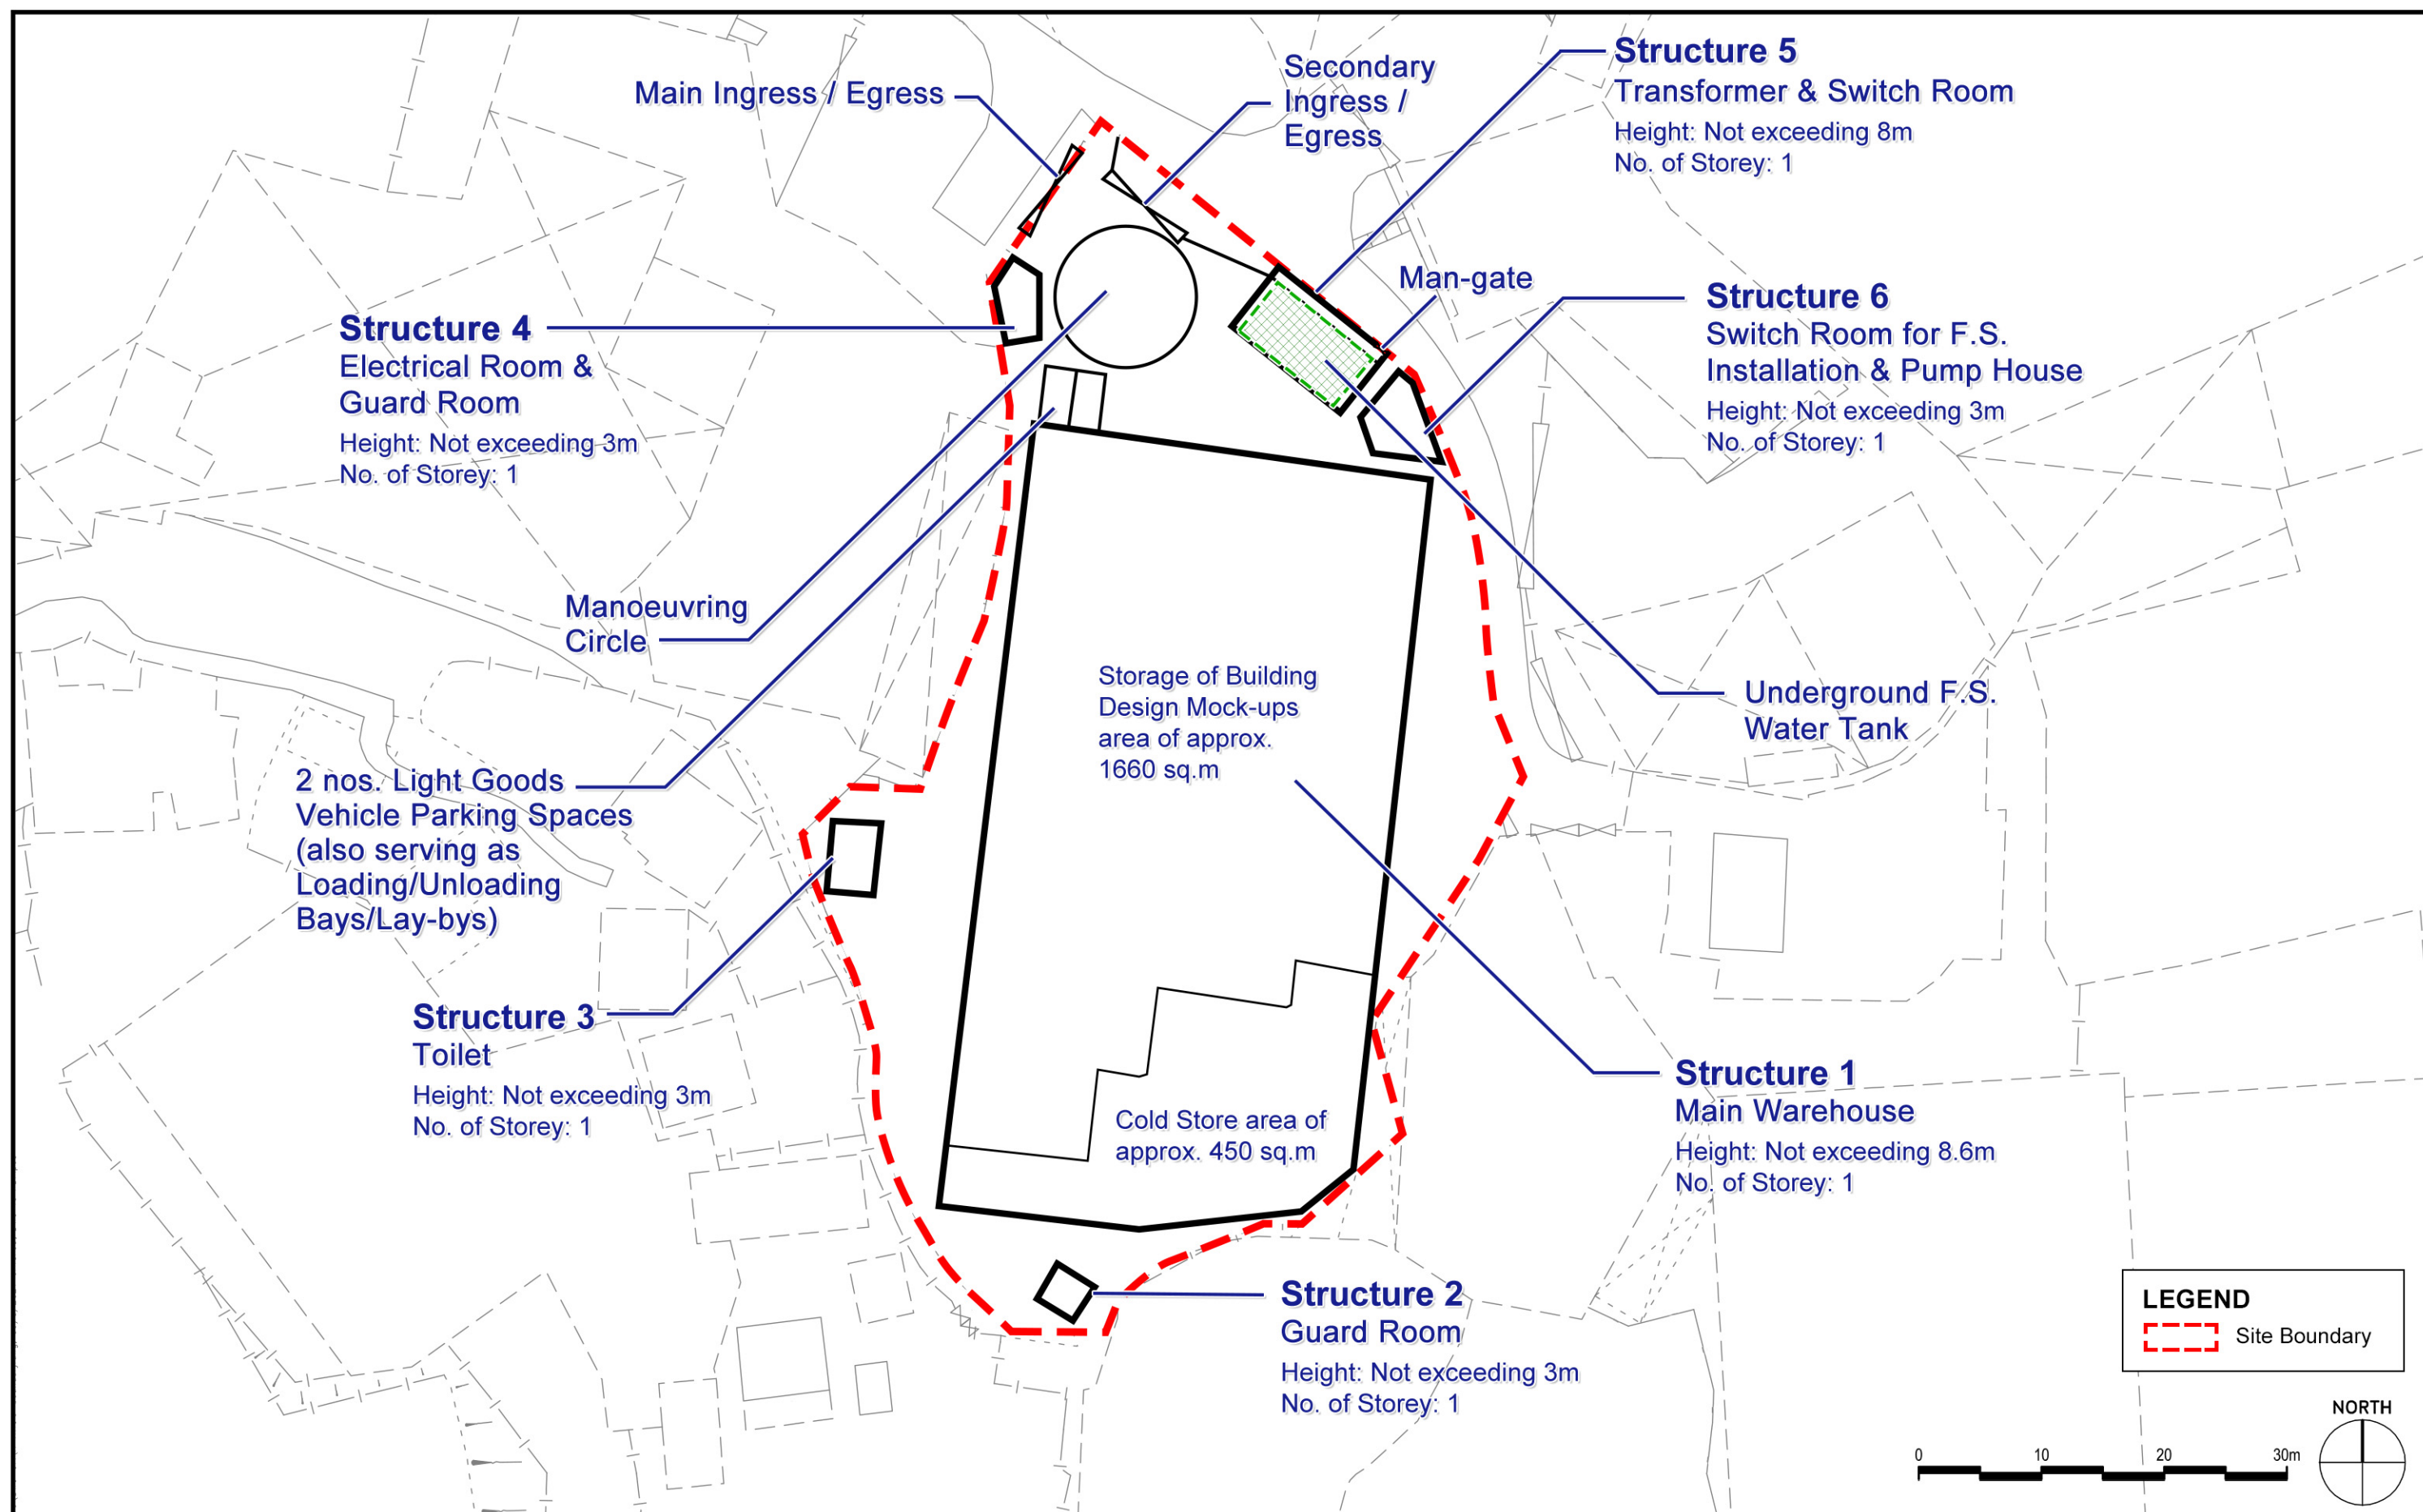 Main Ingress / Egress
Secondary
Ingress /
Egress
Structure 5
Transformer & Switch Room
Height: Not exceeding 8m
No. of Storey: 1
Man-gate
Structure 6
Switch Room for F.S.
Installation & Pump House
Height: Not exceeding 3m
No. of Storey: 1
Structure 4
Electrical Room &
Guard Room
Height: Not exceeding 3m
No. of Storey: 1
Manoeuvring
Circle
Storage of Building
Design Mock-ups
area of approx.
1660 sq.m
Underground F.S.
Water Tank
2 nos. Light Goods
Vehicle Parking Spaces
(also serving as
Loading/Unloading
Bays/Lay-bys)
Structure 3
Toilet
Height: Not exceeding 3m
No. of Storey: 1
Cold Store area of
approx. 450 sq.m
Structure 1
Main Warehouse
Height: Not exceeding 8.6m
No. of Storey: 1
Structure 2
Guard Room
Height: Not exceeding 3m
No. of Storey: 1
LEGEND
Site Boundary
NORTH
0 10 20 30m